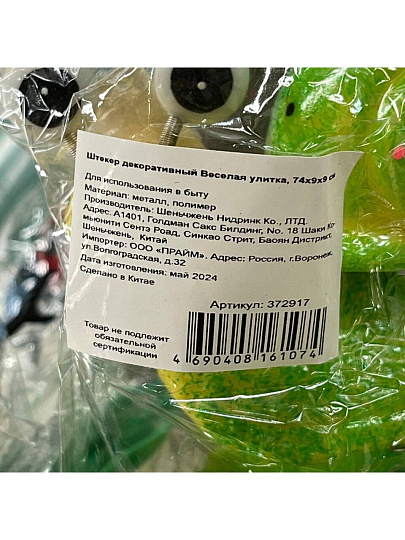 Штекер декоративный Веселая улитка, 74х9х9 см
Для использования в быту
Материал: металл, полимер
Производитель: Шеньчжень Нидринк Ко., ЛТД.
Адрес: А1401, Голдман Сакс Билдинг, No. 18 Шаки Ко
мьюнити Сентэ Роад, Синкао Стрит, Баоян Дистрикт,
Шеньчжень, Китай
Импортер: ООО «ПРАЙМ». Адрес: Россия, г.Воронеж,
ул.Волгоградская, д.32
Дата изготовления: май 2024
Сделано в Китае
Артикул: 372917
Товар не подлежит
обязательной
сертификации
4 690408 161074